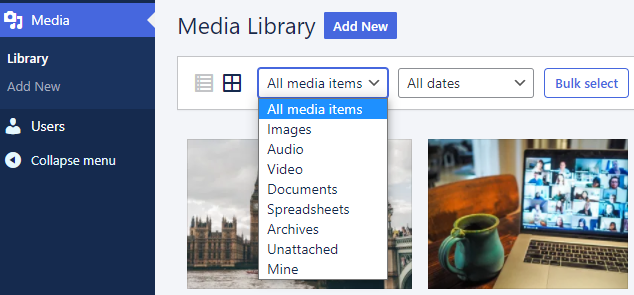 Media
Library
Add New
Users
Collapse menu
Media Library Add New
All media items All dates Bulk select
All media items
Images
Audio
Video
Documents
Spreadsheets
Archives
Unattached
Mine